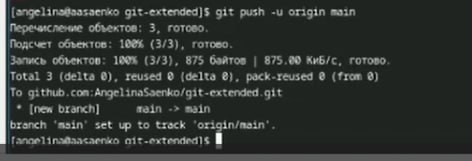 [angelina@aasaenko git-extended]$ git push -u origin main
Перечисление объектов: 3, готово.
Подсчет объектов: 100% (3/3), готово.
Запись объектов: 100% (3/3), 875 байтов | 875.00 КиБ/с, готово.
Total 3 (delta 0), reused 0 (delta 0), pack-reused 0 (from 0)
To github.com:AngelinaSaenko/git-extended.git
 * [new branch]      main -> main
branch 'main' set up to track 'origin/main'.
[angelina@aasaenko git-extended]$